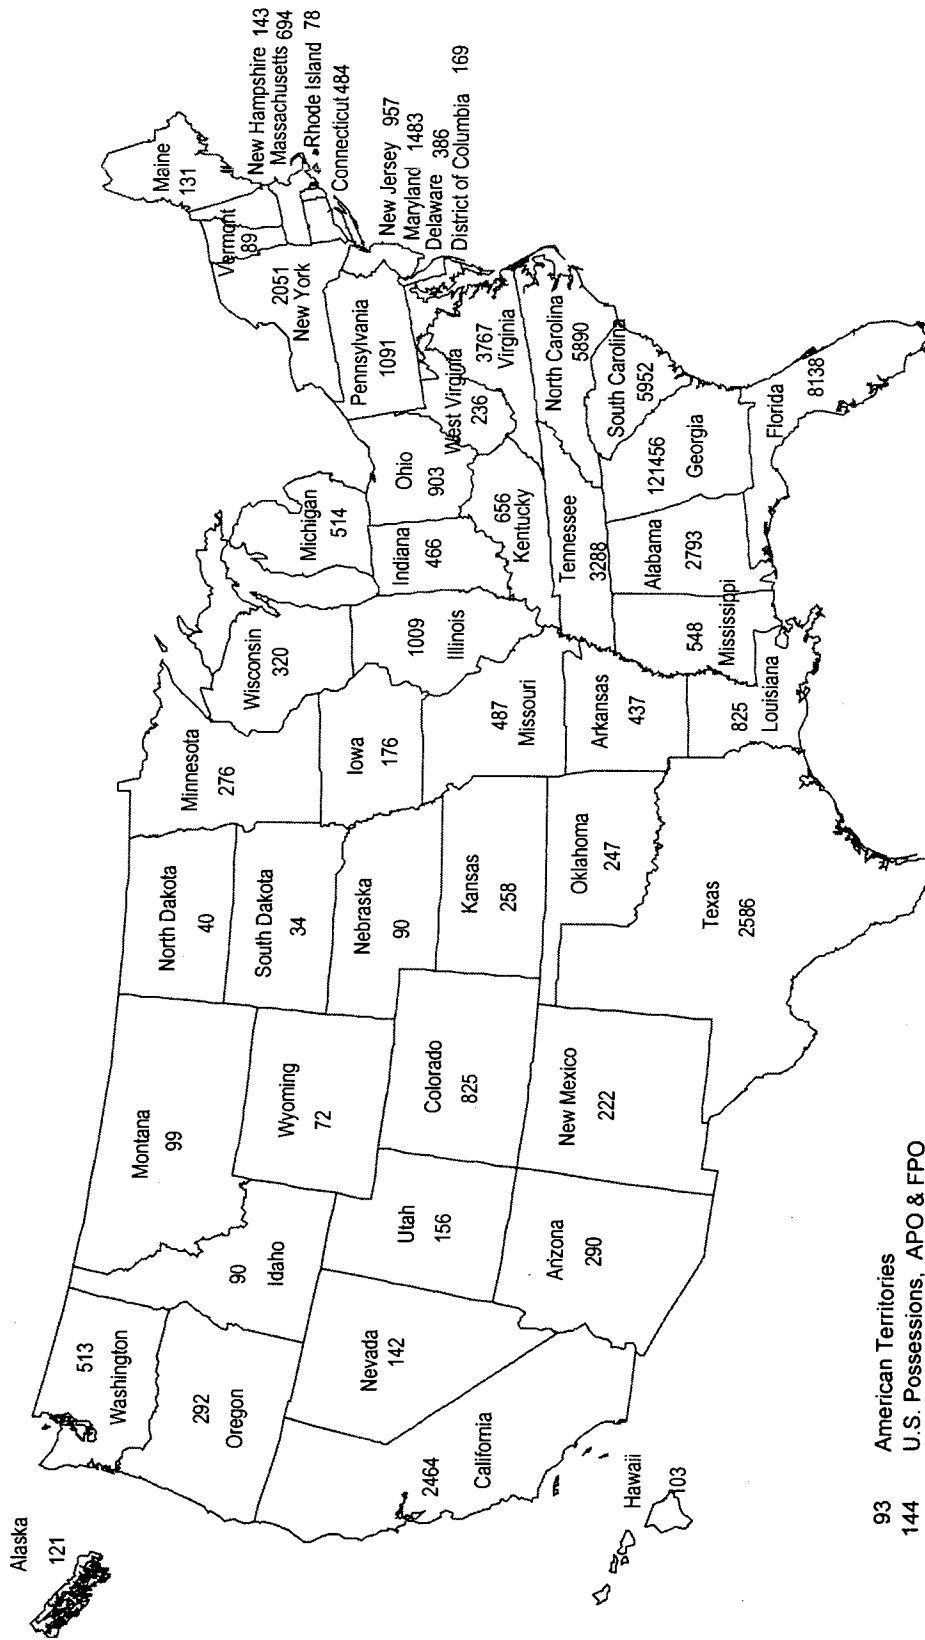 Alaska
121
513
Washington
292
Oregon
2464
California
Hawaii
103
Nevada
142
90
Idaho
Montana
99
Wyoming
72
Utah
156
Arizona
290
Colorado
825
New Mexico
222
North Dakota
40
South Dakota
34
Nebraska
90
Kansas
258
Oklahoma
247
Texas
2586
Minnesota
276
Iowa
176
487
Missouri
Arkansas
437
825
Louisiana
Wisconsin
320
1009
Illinois
Michigan
514
Indiana
466
Ohio
903
656
Kentucky
Tennessee
3288
548
Mississippi
Alabama
2793
121456
Georgia
Florida
8138
South Carolina
5952
North Carolina
5890
3767
Virginia
West Virginia
236
Pennsylvania
1091
2051
New York
Vermont
89
Maine
131
New Hampshire 143
Massachusetts 694
Rhode Island 78
Connecticut 484
New Jersey 957
Maryland 1483
Delaware 386
District of Columbia 169
93 American Territories
144 U.S. Possessions, APO & FPO